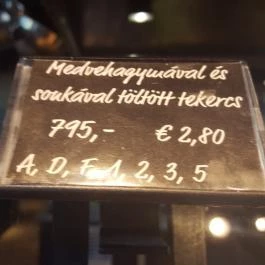 Medvehagymával és
sonkával töltött tekercs
795,- € 2,80
A, D, F, 1, 2, 3, 5